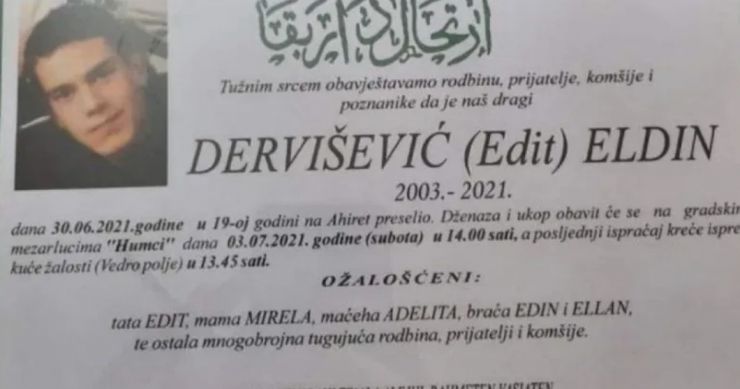 Tužnim srcem obavještavamo rodbinu, prijatelje, komšije i
poznanike da je naš dragi
DERVIŠEVIĆ (Edit) ELDIN
2003.- 2021.
dana 30.06.2021.godine u 19-oj godini na Ahiret preselio. Dženaza i ukop obavit će se na gradskim
mezarlucima "Humci" dana 03.07.2021. godine (subota) u 14.00 sati, a posljednji ispraćaj kreće ispre
kuće žalosti (Vedro polje) u 13.45 sati.
OŽALOŠĆENI:
tata EDIT, mama MIRELA, maćeha ADELITA, braća EDIN i ELLAN,
te ostala mnogobrojna tugujuća rodbina, prijatelji i komšije.